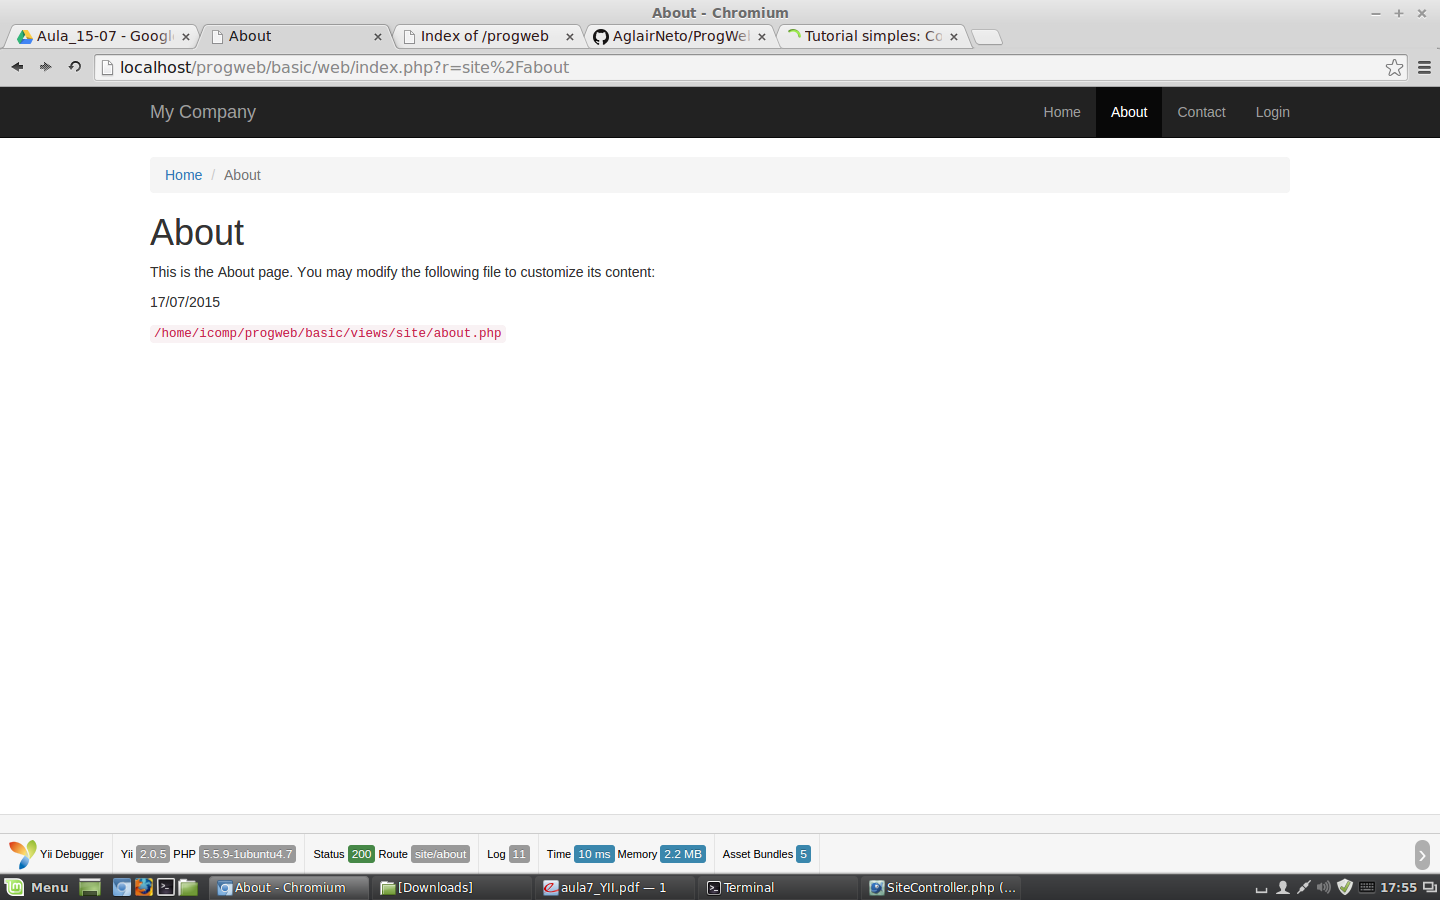 About - Chromium
Aula_15-07 - Googl
About
Index of /progweb
AglairNeto/ProgWe
Tutorial simples: Co
localhost/progweb/basic/web/index.php?r=site%2Fabout
My Company
Home
About
Contact
Login
Home / About
About
This is the About page. You may modify the following file to customize its content:
17/07/2015
/home/icomp/progweb/basic/views/site/about.php
Yii Debugger
Yii 2.0.5 PHP 5.5.9-1ubuntu4.7
Status 200 Route site/about
Log 11
Time 10 ms Memory 2.2 MB
Asset Bundles 5
Menu
About - Chromium
[Downloads]
aula7_YII.pdf — 1
Terminal
SiteController.php (...
17:55